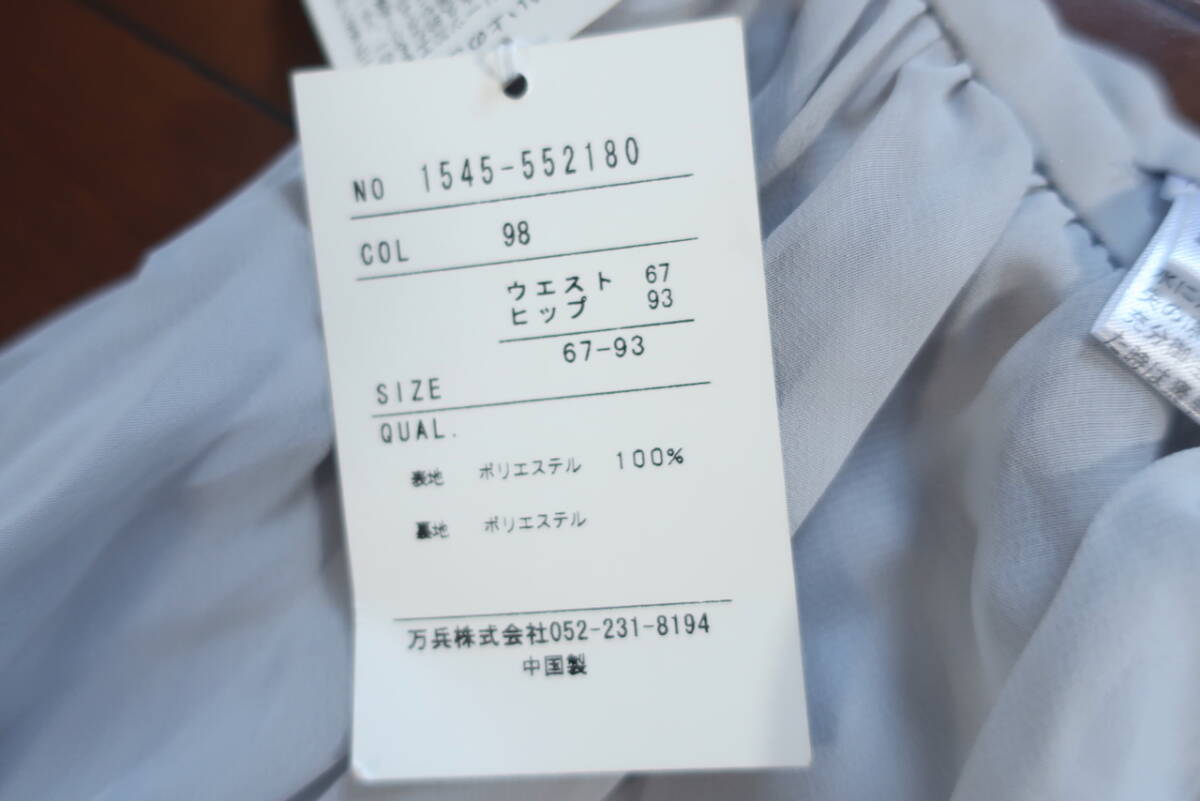 NO 1545-552180
COL 98
ウエスト 67
ヒップ 93
67-93
SIZE
QUAL.
表地 ポリエステル 100%
裏地 ポリエステル
万兵株式会社052-231-8194
中国製